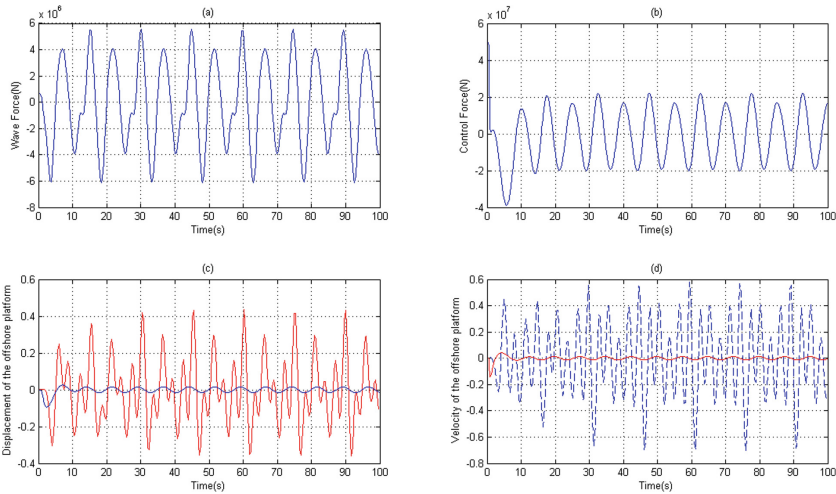 (a)
x 10^6
6
4
2
0
-2
-4
-6
-8
Wave Force(N)
0 10 20 30 40 50 60 70 80 90 100
Time(s)
(b)
x 10^7
6
4
2
0
-2
-4
Control Force(N)
0 10 20 30 40 50 60 70 80 90 100
Time(s)
(c)
0.6
0.4
0.2
0
-0.2
-0.4
Displacement of the offshore platform
0 10 20 30 40 50 60 70 80 90 100
Time(s)
(d)
0.6
0.4
0.2
0
-0.2
-0.4
-0.6
-0.8
Velocity of the offshore platform
0 10 20 30 40 50 60 70 80 90 100
Time(s)